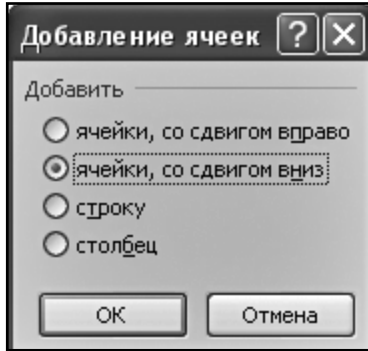 Добавление ячеек
Добавить
ячейки, со сдвигом вправо
ячейки, со сдвигом вниз
строку
столбец
ОК Отмена